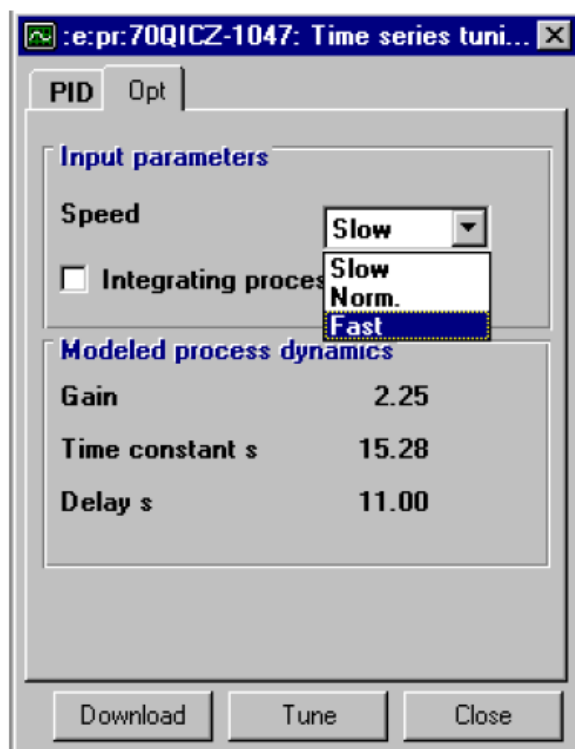 :e:pr:70QICZ-1047: Time series tuni...
PID Opt
Input parameters
Speed Slow
Slow
Integrating
Norm.
Fast
Modeled process dynamics
Gain 2.25
Time constant s 15.28
Delay s 11.00
Download Tune Close